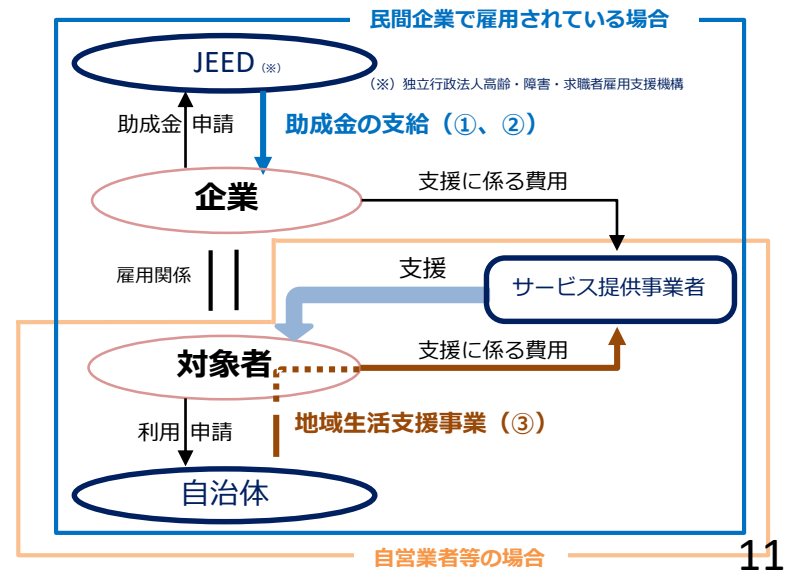 民間企業で雇用されている場合
JEED（※）
（※）独立行政法人高齢・障害・求職者雇用支援機構
助成金 申請
助成金の支給（①、②）
企業
支援に係る費用
雇用関係
支援
サービス提供事業者
対象者
支援に係る費用
地域生活支援事業（③）
利用 申請
自治体
自営業者等の場合
11